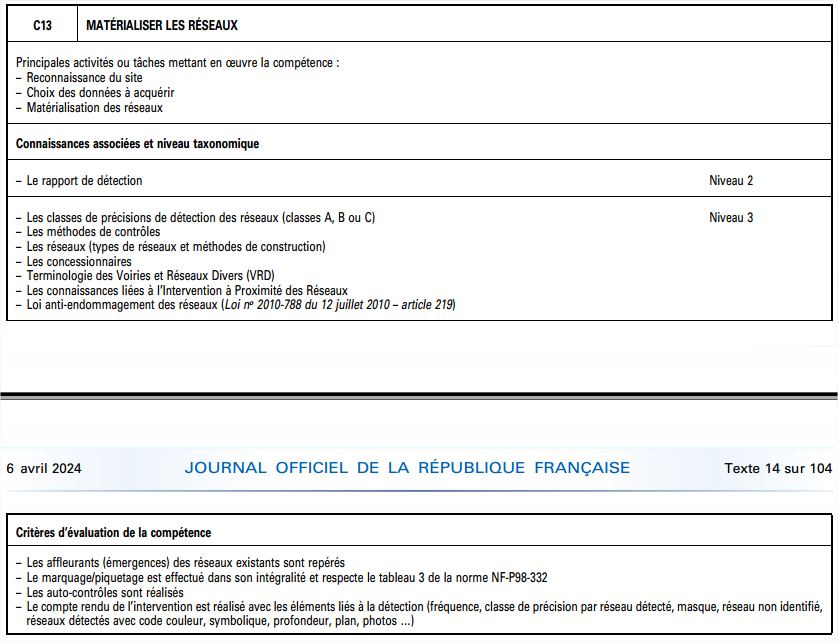 C13 MATÉRIALISER LES RÉSEAUX
Principales activités ou tâches mettant en œuvre la compétence :
– Reconnaissance du site
– Choix des données à acquérir
– Matérialisation des réseaux
Connaissances associées et niveau taxonomique
– Le rapport de détection Niveau 2
– Les classes de précisions de détection des réseaux (classes A, B ou C) Niveau 3
– Les méthodes de contrôles
– Les réseaux (types de réseaux et méthodes de construction)
– Les concessionnaires
– Terminologie des Voiries et Réseaux Divers (VRD)
– Les connaissances liées à l’Intervention à Proximité des Réseaux
– Loi anti-endommagement des réseaux (Loi nº 2010-788 du 12 juillet 2010 – article 219)
6 avril 2024 JOURNAL OFFICIEL DE LA RÉPUBLIQUE FRANÇAISE Texte 14 sur 104
Critères d’évaluation de la compétence
– Les affleurants (émergences) des réseaux existants sont repérés
– Le marquage/piquetage est effectué dans son intégralité et respecte le tableau 3 de la norme NF-P98-332
– Les auto-contrôles sont réalisés
– Le compte rendu de l’intervention est réalisé avec les éléments liés à la détection (fréquence, classe de précision par réseau détecté, masque, réseau non identifié,
réseaux détectés avec code couleur, symbolique, profondeur, plan, photos ...)